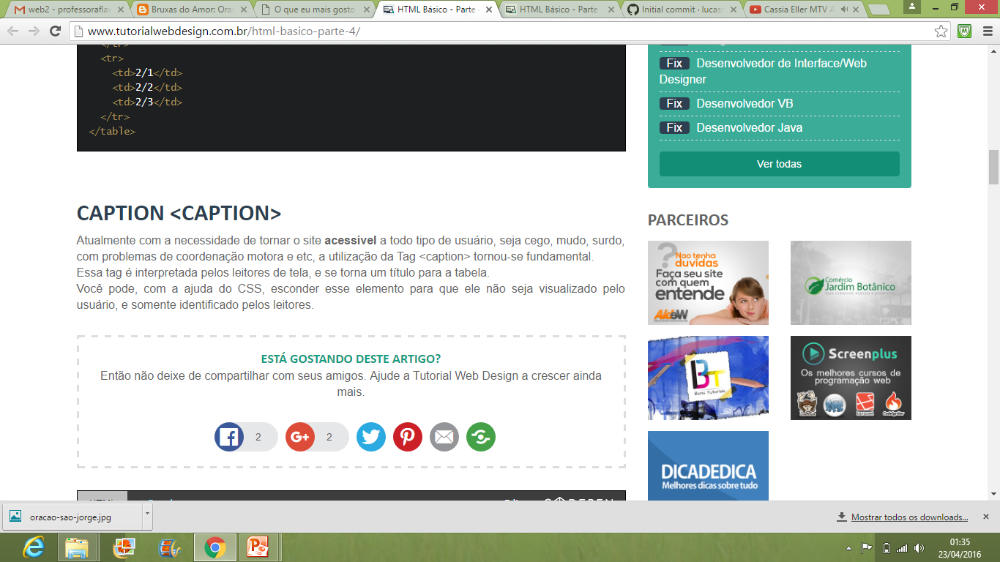 web2 - professoraflav
Bruxas do Amor: Ora
O que eu mais gosto
HTML Básico - Parte
HTML Básico - Parte
Initial commit · lucas
Cassia Eller MTV A
www.tutorialwebdesign.com.br/html-basico-parte-4/
</tr>
<tr>
<td>2/1</td>
<td>2/2</td>
<td>2/3</td>
</tr>
</table>
CAPTION <CAPTION>
Atualmente com a necessidade de tornar o site acessível a todo tipo de usuário, seja cego, mudo, surdo,
com problemas de coordenação motora e etc, a utilização da Tag <caption> tornou-se fundamental.
Essa tag é interpretada pelos leitores de tela, e se torna um título para a tabela.
Você pode, com a ajuda do CSS, esconder esse elemento para que ele não seja visualizado pelo
usuário, e somente identificado pelos leitores.
ESTÁ GOSTANDO DESTE ARTIGO?
Então não deixe de compartilhar com seus amigos. Ajude a Tutorial Web Design a crescer ainda
mais.
2
G+ 2
Fix Desenvolvedor de Interface/Web
Designer
Fix Desenvolvedor VB
Fix Desenvolvedor Java
Ver todas
PARCEIROS
?
Nao tenha
duvidas
Faça seu site
com quem
entende
Comércio
Jardim Botânico
BT
Bons Tutoriais
Screenplus
Os melhores cursos de
programação web
DICADEDICA
Melhores dicas sobre tudo
oracao-sao-jorge.jpg
Mostrar todos os downloads...
01:35
23/04/2016